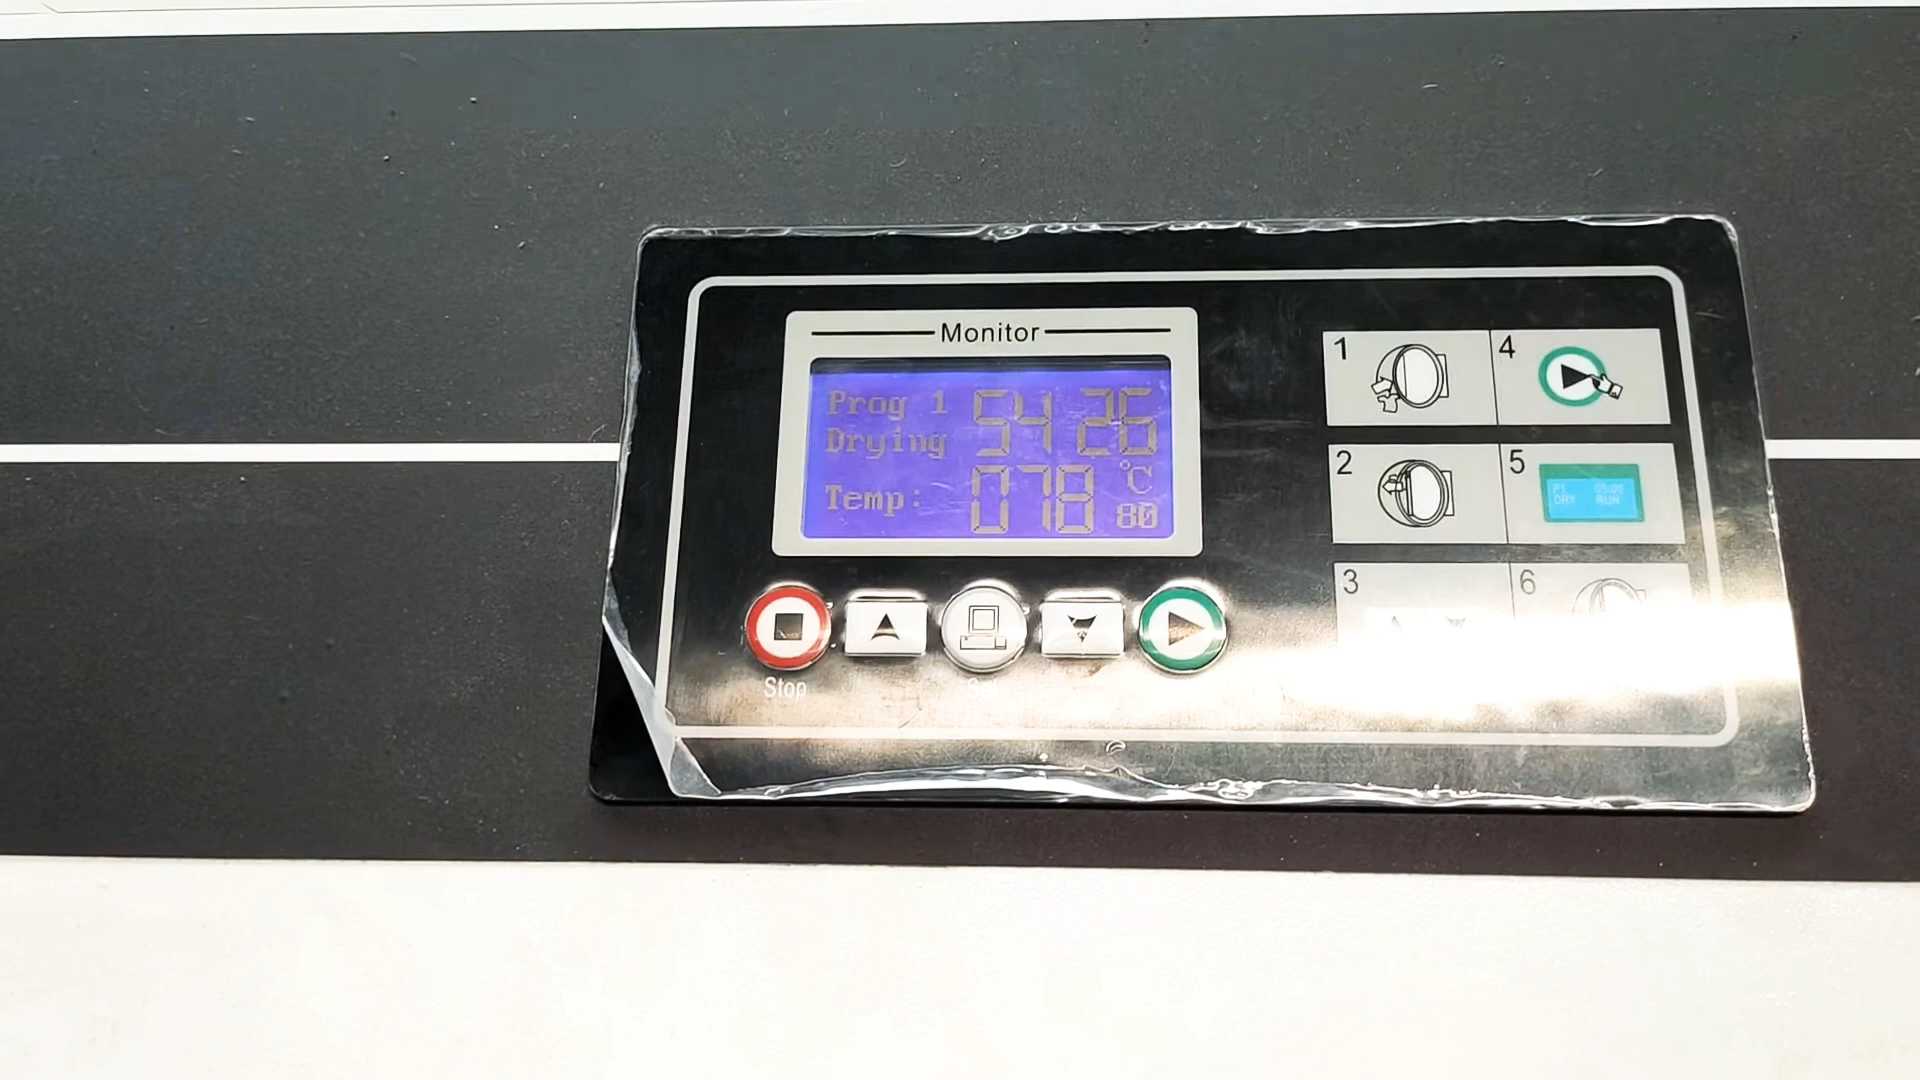 Monitor
Prog 1 54 26
Drying
Temp: 078 °C
80
Stop
1
4
2
5
P1 05:00
DRY RUN
3
6